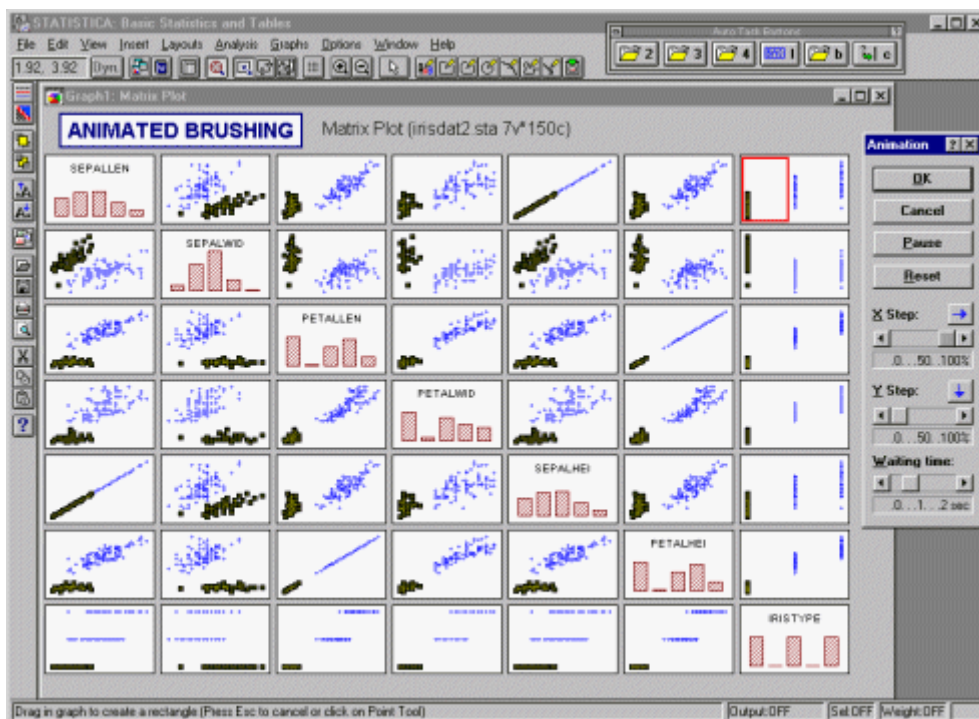 STATISTICA: Basic Statistics and Tables
File Edit View Insert Layouts Analysis Graphs Options Window Help
Auto Task Buttons
1.92, 3.92 Dyn.
2 3 4 1 b c
Graph1: Matrix Plot
ANIMATED BRUSHING
Matrix Plot (irisdat2.sta 7v*150c)
SEPALLEN
SEPALWID
PETALLEN
PETALWID
SEPALHEI
PETALHEI
IRISTYPE
Animation
OK
Cancel
Pause
Reset
X Step:
.0...50..100%
Y Step:
.0...50..100%
Waiting time:
.0...1...2 sec
Drag in graph to create a rectangle (Press Esc to cancel or click on Point Tool)
Output:OFF
Sel:OFF
Weight:OFF